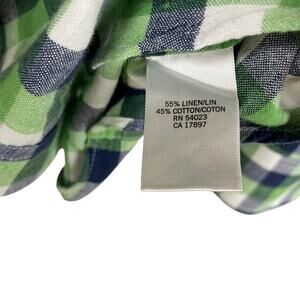 55% LINEN/LIN
45% COTTON/COTON
RN 54023
CA 17897